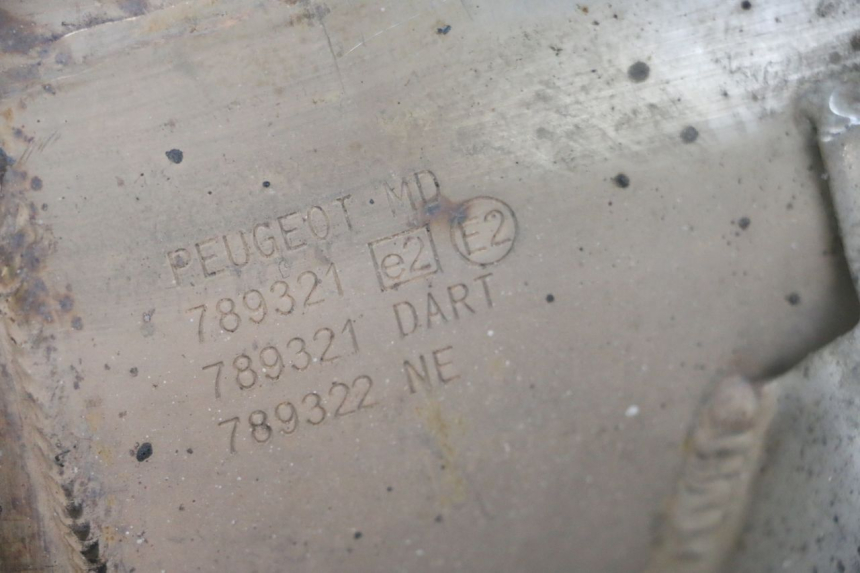 PEUGEOT·MD
789321 e2 E2
789321 DART
789322 NE